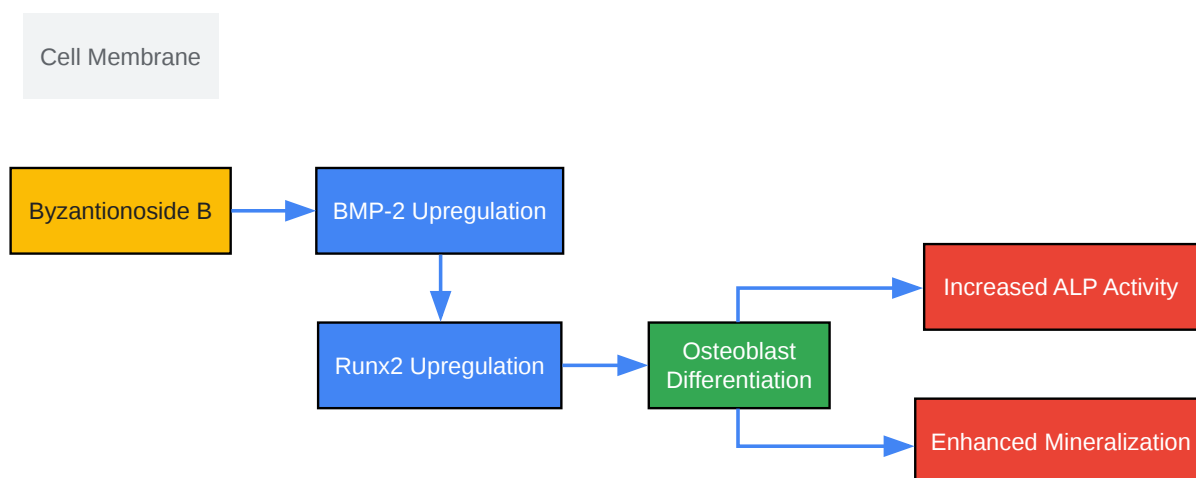 Cell Membrane
Byzantionoside B
BMP-2 Upregulation
Runx2 Upregulation
Osteoblast
Differentiation
Increased ALP Activity
Enhanced Mineralization